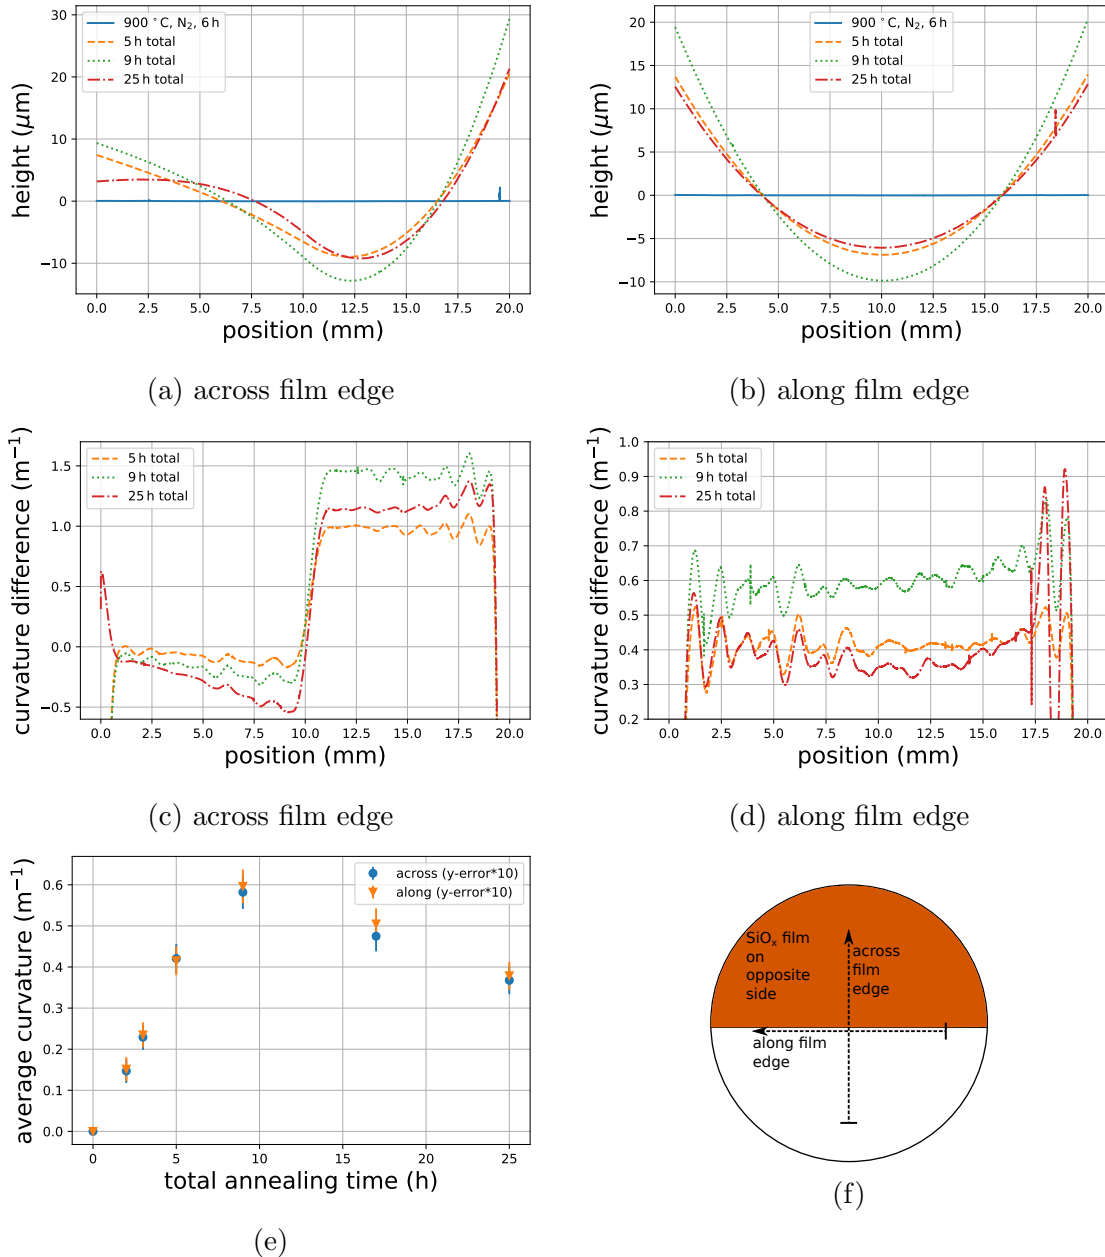 900 °C, N₂, 6 h
5 h total
9 h total
25 h total
height (μm)
30
20
10
0
−10
0.0 2.5 5.0 7.5 10.0 12.5 15.0 17.5 20.0
position (mm)
(a) across film edge
900 °C, N₂, 6 h
5 h total
9 h total
25 h total
height (μm)
20
15
10
5
0
−5
−10
0.0 2.5 5.0 7.5 10.0 12.5 15.0 17.5 20.0
position (mm)
(b) along film edge
5 h total
9 h total
25 h total
curvature difference (m⁻¹)
1.5
1.0
0.5
0.0
−0.5
0.0 2.5 5.0 7.5 10.0 12.5 15.0 17.5 20.0
position (mm)
(c) across film edge
5 h total
9 h total
25 h total
curvature difference (m⁻¹)
1.0
0.9
0.8
0.7
0.6
0.5
0.4
0.3
0.2
0.0 2.5 5.0 7.5 10.0 12.5 15.0 17.5 20.0
position (mm)
(d) along film edge
across (y-error*10)
along (y-error*10)
average curvature (m⁻¹)
0.6
0.5
0.4
0.3
0.2
0.1
0.0
0 5 10 15 20 25
total annealing time (h)
(e)
SiOₓ film
on
opposite
side
across
film
edge
along film
edge
(f)